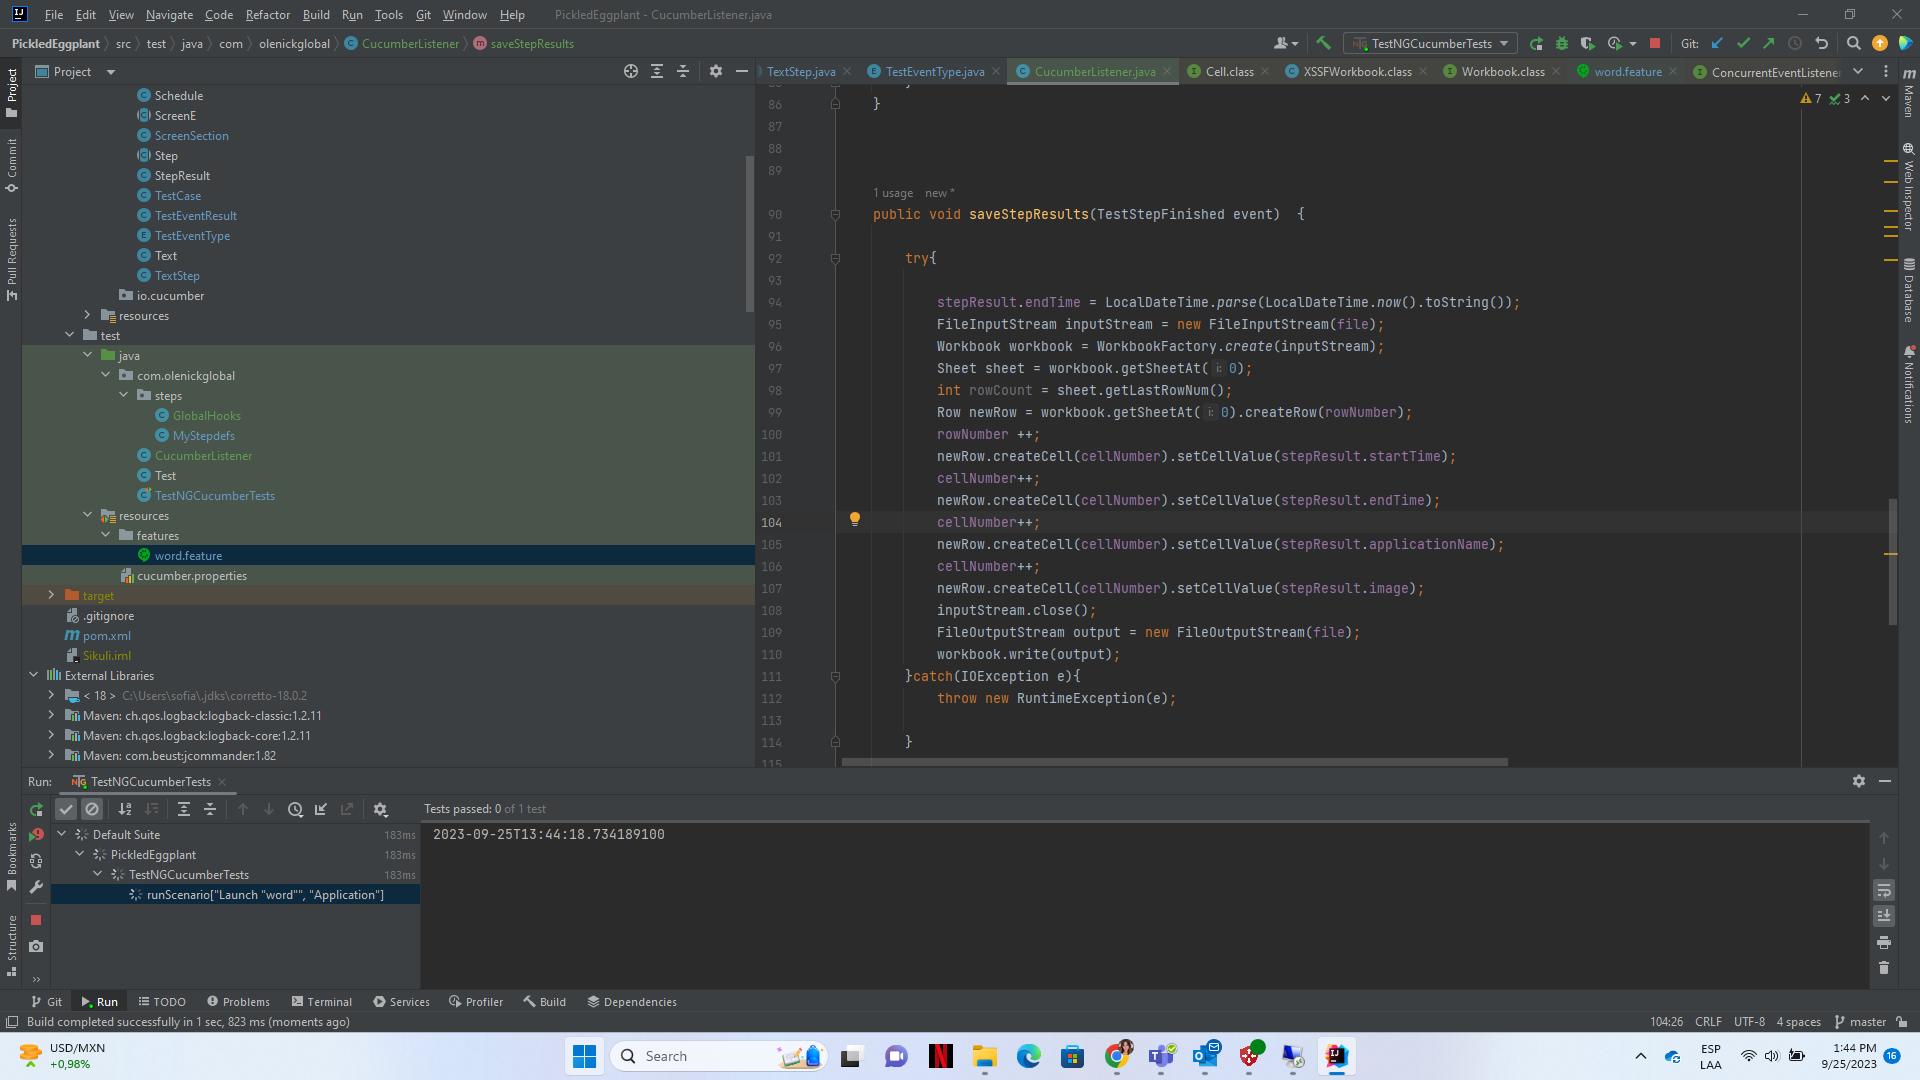 File Edit View Navigate Code Refactor Build Run Tools Git Window Help PickledEggplant - CucumberListener.java
PickledEggplant src test java com olenickglobal CucumberListener saveStepResults
TestNGCucumberTests Git:
Project
TextStep.java TestEventType.java CucumberListener.java Cell.class XSSFWorkbook.class Workbook.class word.feature ConcurrentEventListene
Project
Commit
Pull Requests
Bookmarks
Structure
Maven
Web Inspector
Database
Notifications
Schedule
ScreenE
ScreenSection
Step
StepResult
TestCase
TestEventResult
TestEventType
Text
TextStep
io.cucumber
resources
test
java
com.olenickglobal
steps
GlobalHooks
MyStepdefs
CucumberListener
Test
TestNGCucumberTests
resources
features
word.feature
cucumber.properties
target
.gitignore
pom.xml
Sikuli.iml
External Libraries
< 18 > C:\Users\sofia\.jdks\corretto-18.0.2
Maven: ch.qos.logback:logback-classic:1.2.11
Maven: ch.qos.logback:logback-core:1.2.11
Maven: com.beust:jcommander:1.82
7 3
86 }
87
88
89
1 usage new *
90 public void saveStepResults(TestStepFinished event) {
91
92 try{
93
94 stepResult.endTime = LocalDateTime.parse(LocalDateTime.now().toString());
95 FileInputStream inputStream = new FileInputStream(file);
96 Workbook workbook = WorkbookFactory.create(inputStream);
97 Sheet sheet = workbook.getSheetAt( i: 0);
98 int rowCount = sheet.getLastRowNum();
99 Row newRow = workbook.getSheetAt( i: 0).createRow(rowNumber);
100 rowNumber ++;
101 newRow.createCell(cellNumber).setCellValue(stepResult.startTime);
102 cellNumber++;
103 newRow.createCell(cellNumber).setCellValue(stepResult.endTime);
104 cellNumber++;
105 newRow.createCell(cellNumber).setCellValue(stepResult.applicationName);
106 cellNumber++;
107 newRow.createCell(cellNumber).setCellValue(stepResult.image);
108 inputStream.close();
109 FileOutputStream output = new FileOutputStream(file);
110 workbook.write(output);
111 }catch(IOException e){
112 throw new RuntimeException(e);
113
114 }
115
Run: TestNGCucumberTests
Tests passed: 0 of 1 test
Default Suite 183ms
PickledEggplant 183ms
TestNGCucumberTests 183ms
runScenario["Launch "word"", "Application"]
2023-09-25T13:44:18.734189100
Git Run TODO Problems Terminal Services Profiler Build Dependencies
Build completed successfully in 1 sec, 823 ms (moments ago) 104:26 CRLF UTF-8 4 spaces master
USD/MXN
+0,98%
Search
ESP
LAA
1:44 PM
9/25/2023
16